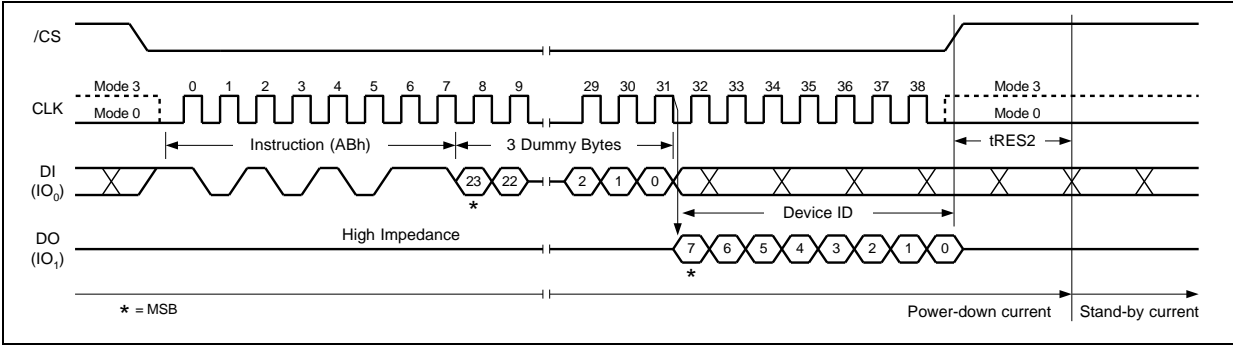 /CS
Mode 3 0 1 2 3 4 5 6 7 8 9 29 30 31 32 33 34 35 36 37 38 Mode 3
CLK
Mode 0 Mode 0
Instruction (ABh) 3 Dummy Bytes tRES2
DI
(IO0) 23 22 2 1 0
*
Device ID
High Impedance
DO
(IO1) 7 6 5 4 3 2 1 0
*
* = MSB Power-down current Stand-by current